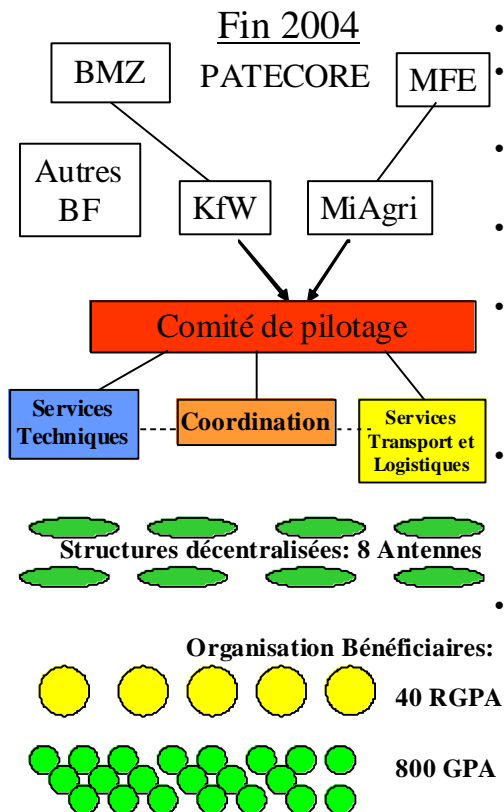 Fin 2004
BMZ
PATECORE
MFE
Autres
BF
KfW
MiAgri
Comité de pilotage
Services
Techniques
Coordination
Services
Transport et
Logistiques
Structures décentralisées: 8 Antennes
Organisation Bénéficiaires:
40 RGPA
800 GPA